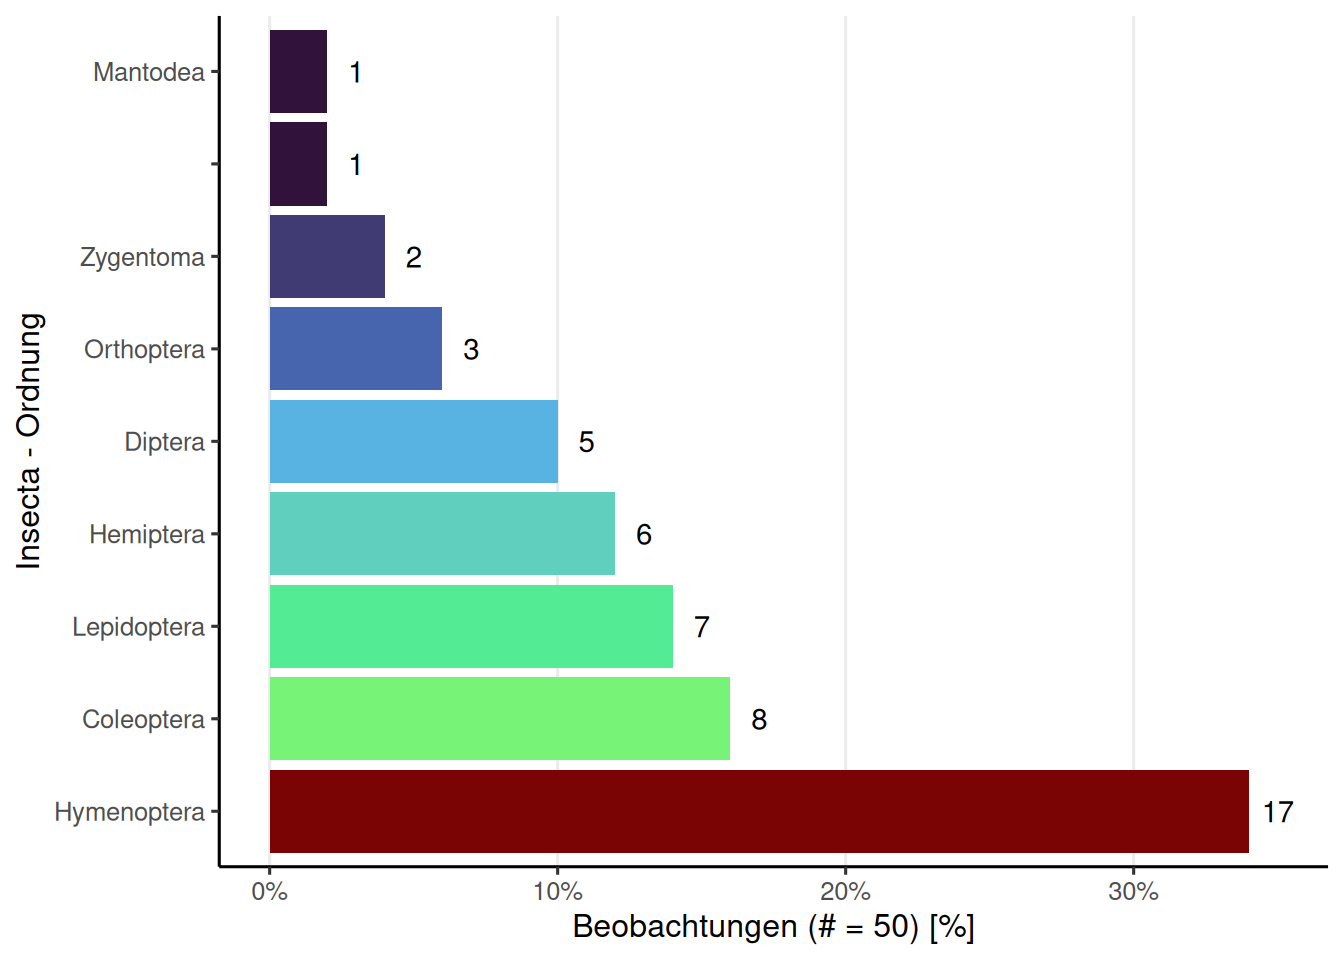 Insecta - Ordnung
Mantodea 1
1
Zygentoma 2
Orthoptera 3
Diptera 5
Hemiptera 6
Lepidoptera 7
Coleoptera 8
Hymenoptera 17
0% 10% 20% 30%
Beobachtungen (# = 50) [%]